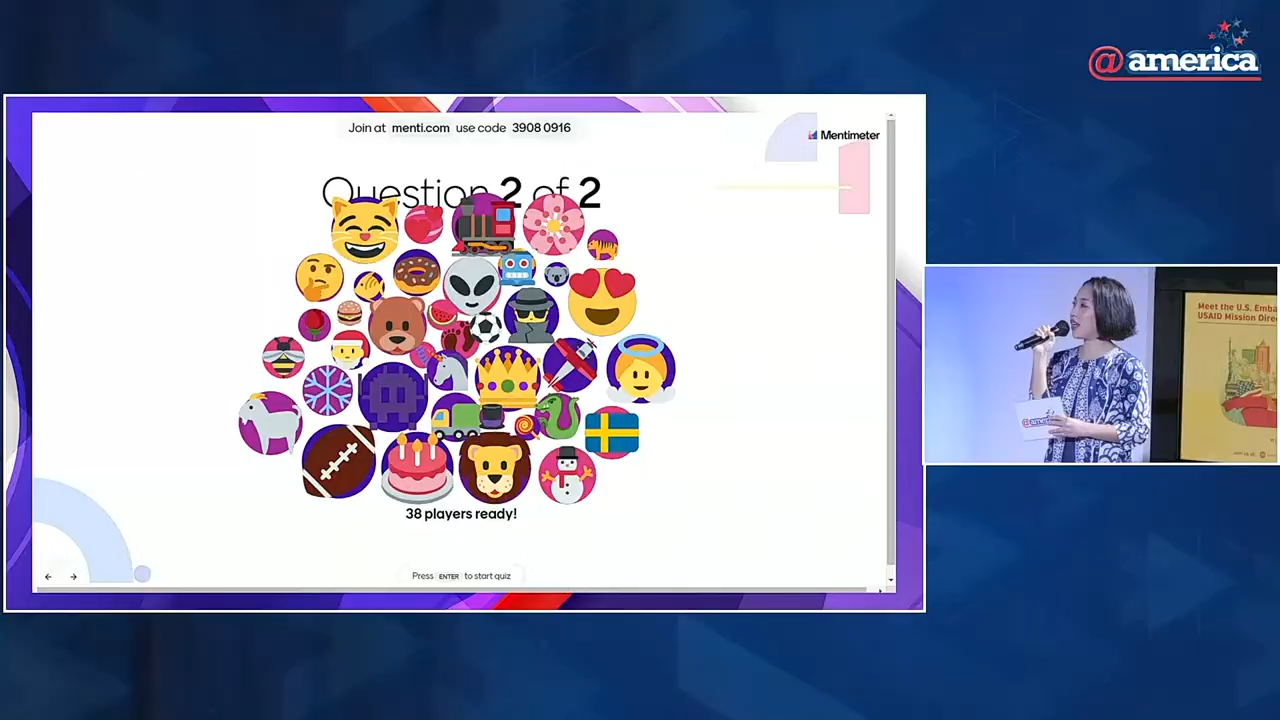 @america
Join at menti.com use code 3908 0916
Mentimeter
Question 2 of 2
38 players ready!
Press ENTER to start quiz
Meet the U.S. Emba
USAID Mission Dire